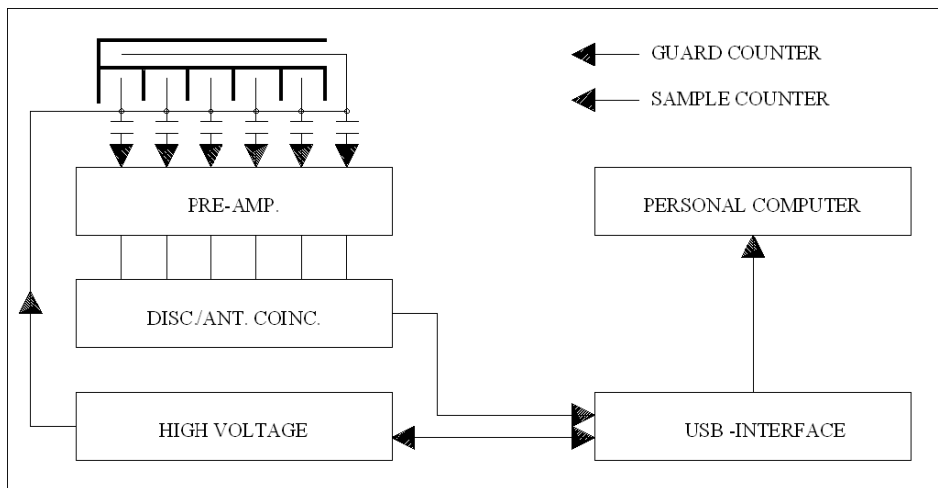 GUARD COUNTER
SAMPLE COUNTER
PRE-AMP.
PERSONAL COMPUTER
DISC./ANT. COINC.
HIGH VOLTAGE
USB -INTERFACE